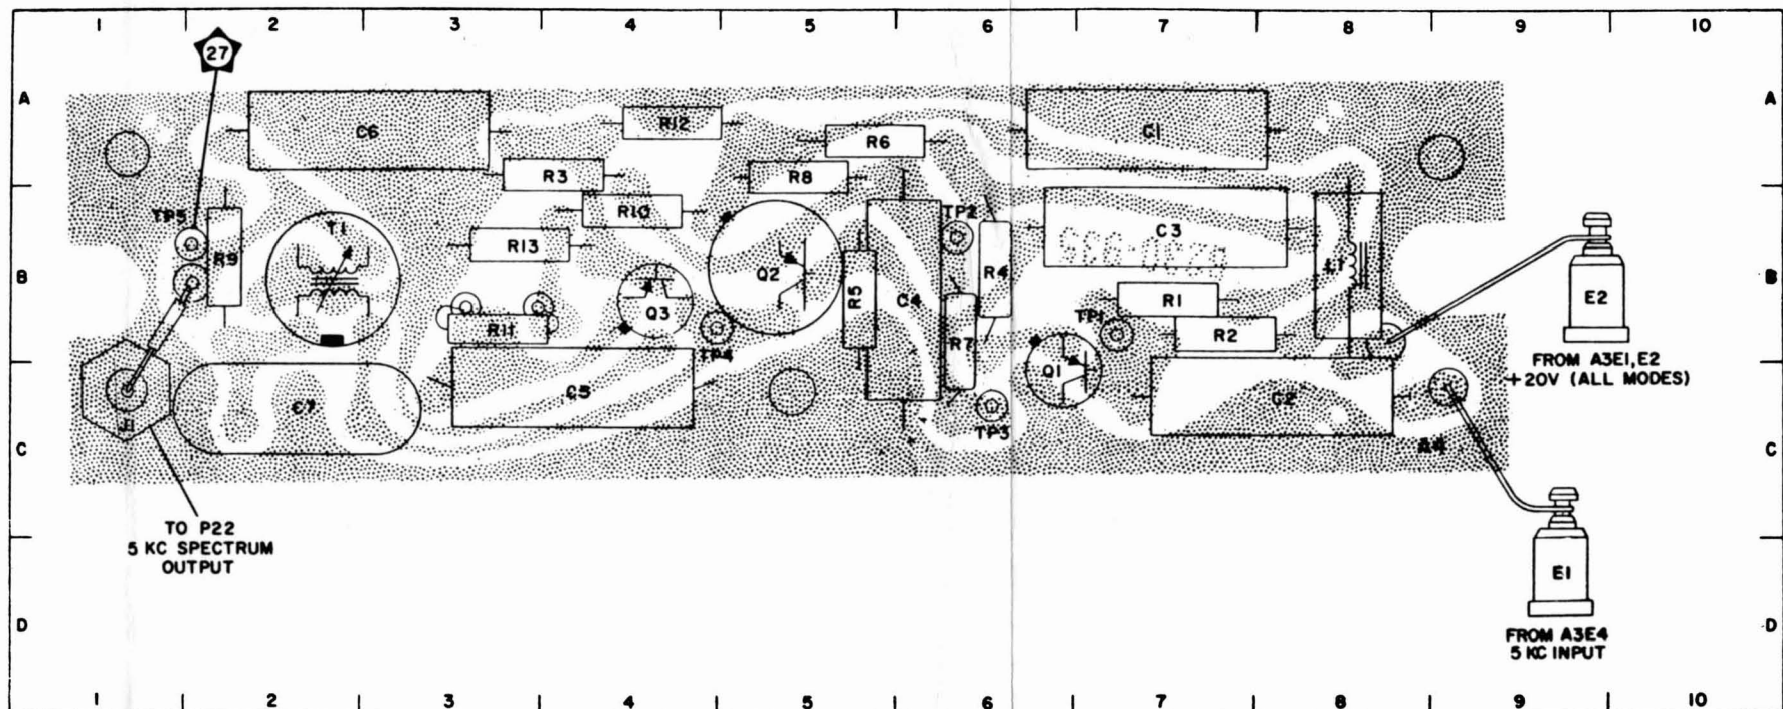 1 2 3 4 5 6 7 8 9 10
27
A A
C6 R12 R6 C1
R3 R8
R10
TP5 T1 TP2 C3
R13
R9 Q2 R4 L1
B B
R5 C4 R1 E2
R11 Q3 R7 TP1 R2
TP4
FROM A3E1, E2
+20V (ALL MODES)
Q1
C7 C5 C2
J1 TP3 A4
C C
TO P22
5 KC SPECTRUM
OUTPUT
E1
D D
FROM A3E4
5 KC INPUT
1 2 3 4 5 6 7 8 9 10